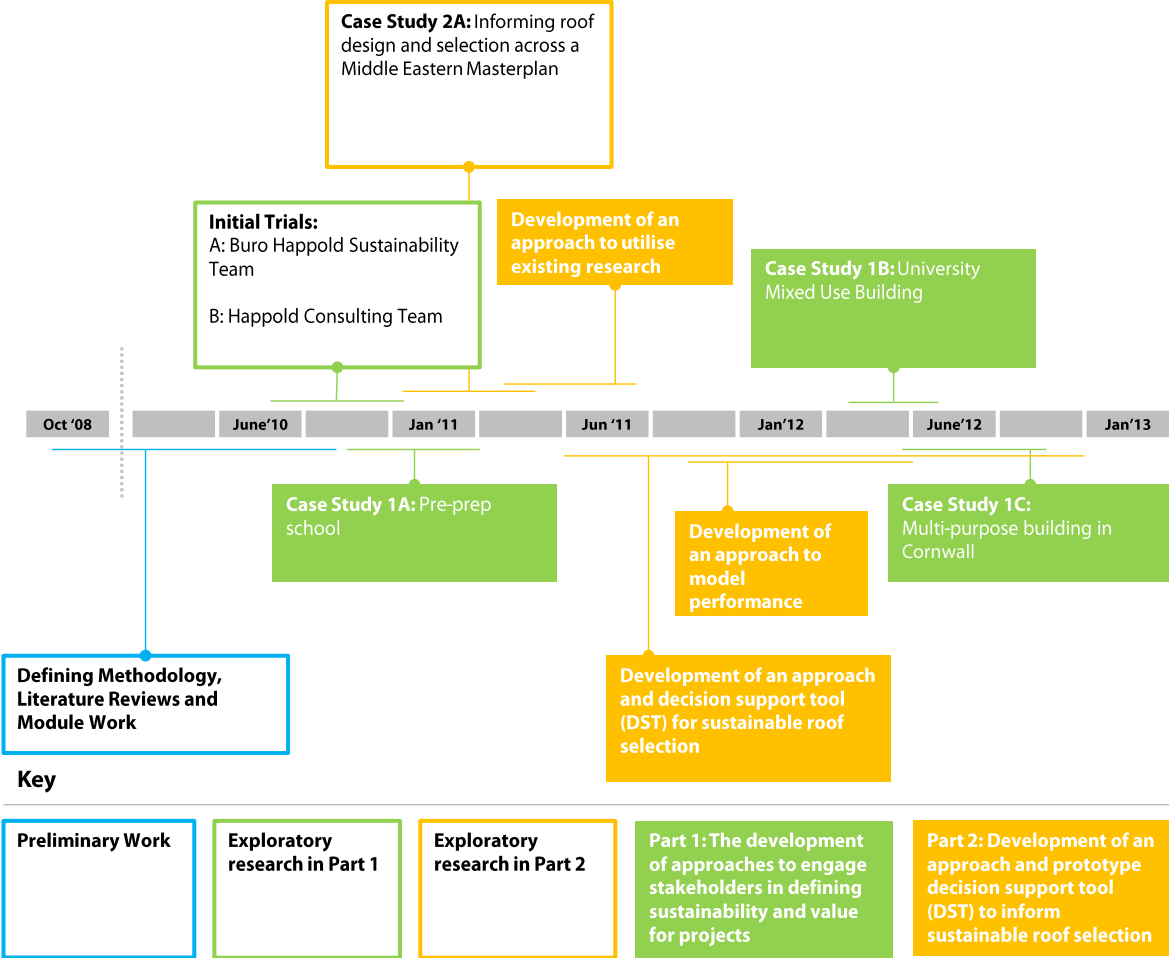 Case Study 2A: Informing roof
design and selection across a
Middle Eastern Masterplan
Initial Trials:
A: Buro Happold Sustainability
Team
B: Happold Consulting Team
Development of an
approach to utilise
existing research
Case Study 1B: University
Mixed Use Building
Oct ‘08
June’10
Jan ‘11
Jun ‘11
Jan’12
June’12
Jan’13
Case Study 1A: Pre-prep
school
Development of
an approach to
model
performance
Case Study 1C:
Multi-purpose building in
Cornwall
Defining Methodology,
Literature Reviews and
Module Work
Development of an approach
and decision support tool
(DST) for sustainable roof
selection
Key
Preliminary Work
Exploratory
research in Part 1
Exploratory
research in Part 2
Part 1: The development
of approaches to engage
stakeholders in defining
sustainability and value
for projects
Part 2: Development of an
approach and prototype
decision support tool
(DST) to inform
sustainable roof selection